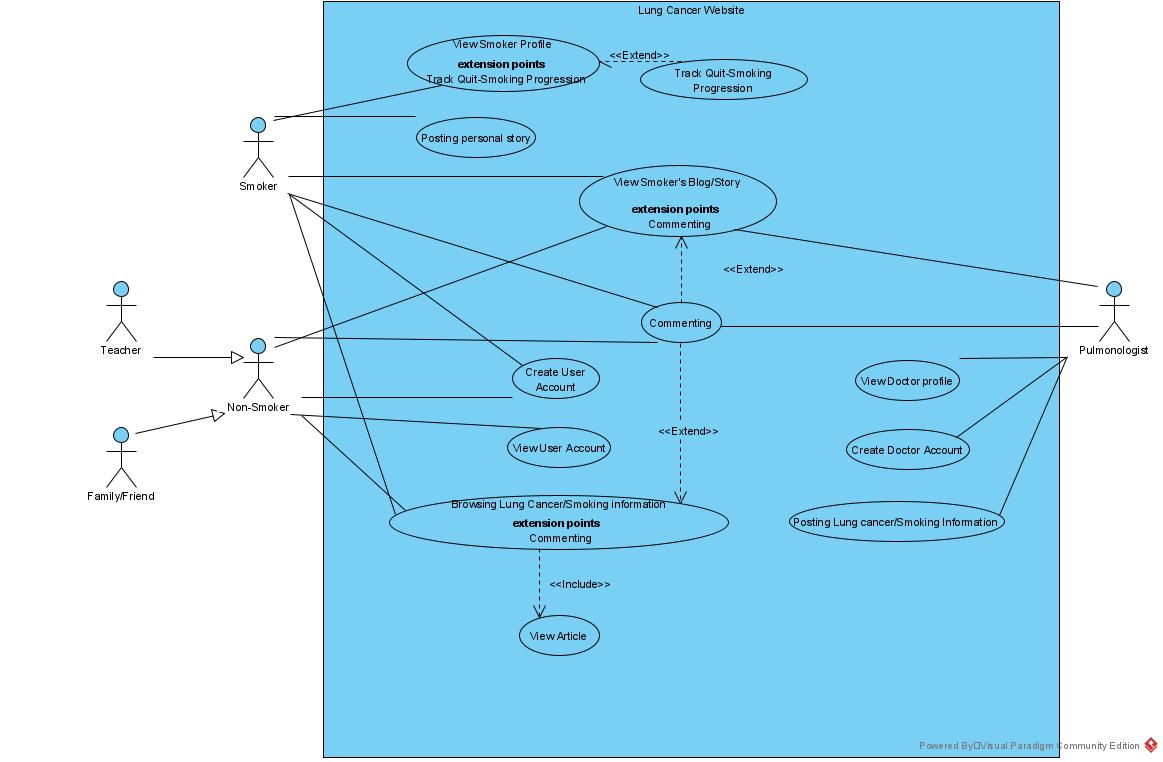 Lung Cancer Website
View Smoker Profile
extension points
Track Quit-Smoking Progression
<<Extend>>
Track Quit-Smoking
Progression
Posting personal story
Smoker
View Smoker's Blog/Story
extension points
Commenting
<<Extend>>
Commenting
Teacher
Pulmonologist
Create User
Account
View Doctor profile
Non-Smoker
<<Extend>>
View User Account
Create Doctor Account
Family/Friend
Browsing Lung Cancer/Smoking information
extension points
Commenting
Posting Lung cancer/Smoking Information
<<Include>>
View Article
Powered By Visual Paradigm Community Edition